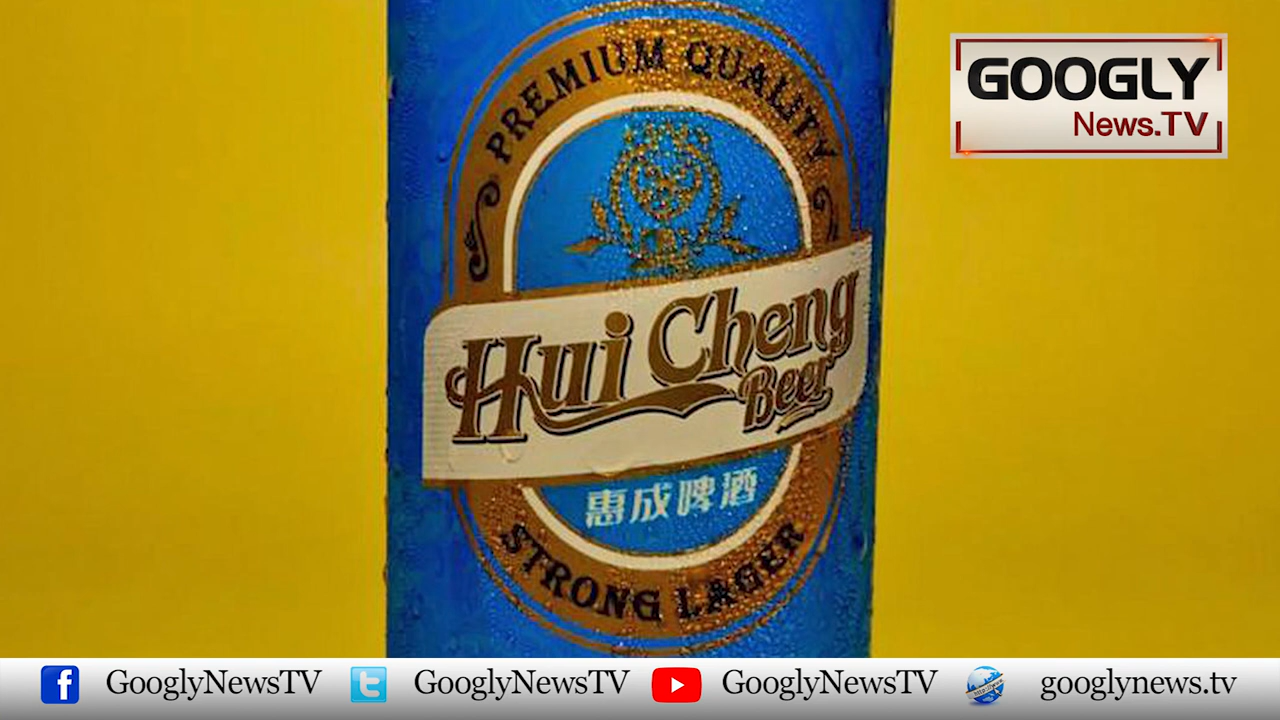 GOOGLY
News.TV
PREMIUM QUALITY
Hui Cheng
Beer
惠成啤酒
STRONG LAGER
GooglyNewsTV
GooglyNewsTV
GooglyNewsTV
googlynews.tv